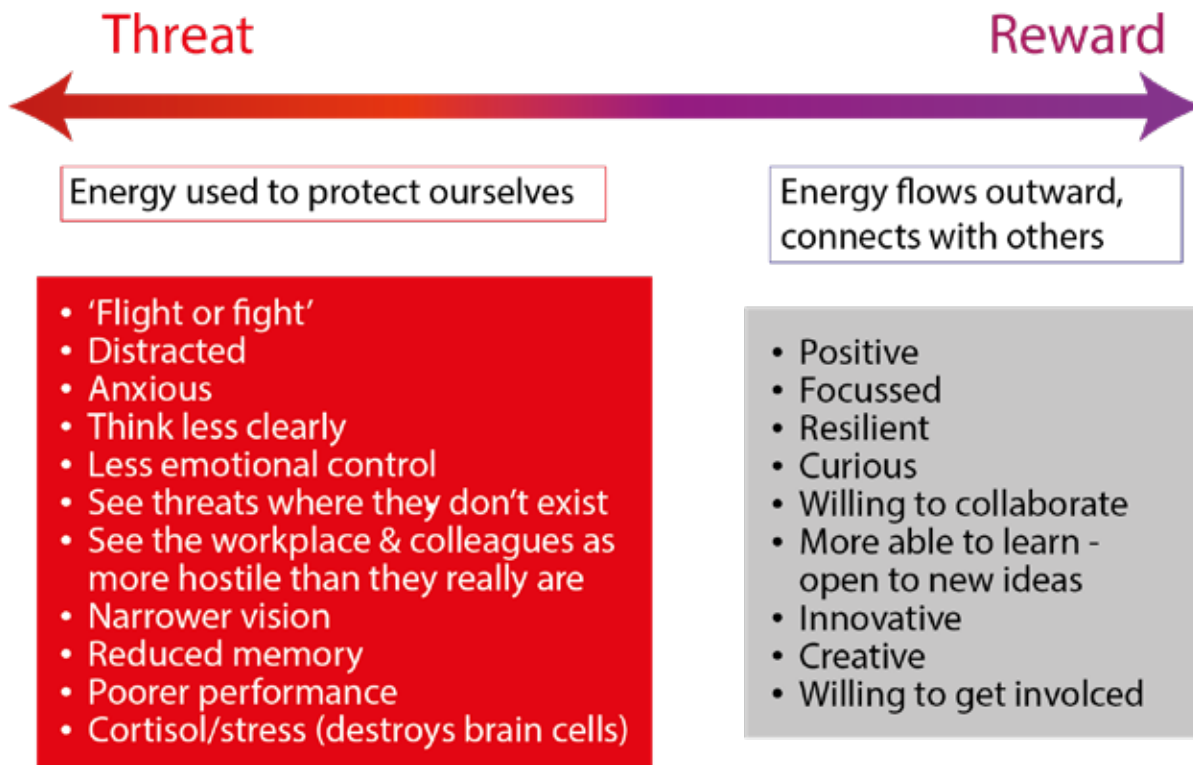 Threat
Reward
Energy used to protect ourselves
Energy flows outward,
connects with others
• ‘Flight or fight’
• Distracted
• Anxious
• Think less clearly
• Less emotional control
• See threats where they don’t exist
• See the workplace & colleagues as
more hostile than they really are
• Narrower vision
• Reduced memory
• Poorer performance
• Cortisol/stress (destroys brain cells)
• Positive
• Focussed
• Resilient
• Curious
• Willing to collaborate
• More able to learn -
open to new ideas
• Innovative
• Creative
• Willing to get involced